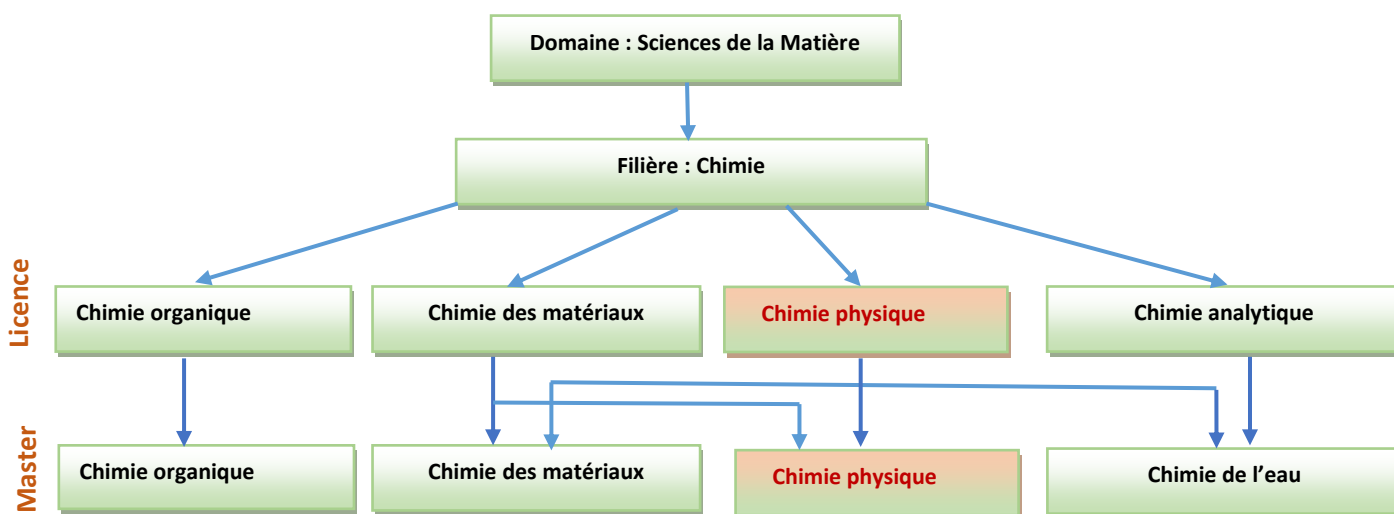 Domaine : Sciences de la Matière
Filière : Chimie
Licence
Chimie organique
Chimie des matériaux
Chimie physique
Chimie analytique
Master
Chimie organique
Chimie des matériaux
Chimie physique
Chimie de l’eau